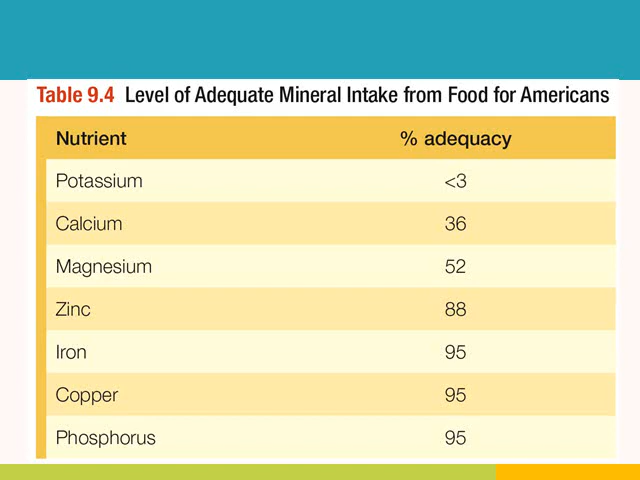 Table 9.4 Level of Adequate Mineral Intake from Food for Americans
Nutrient % adequacy
Potassium <3
Calcium 36
Magnesium 52
Zinc 88
Iron 95
Copper 95
Phosphorus 95